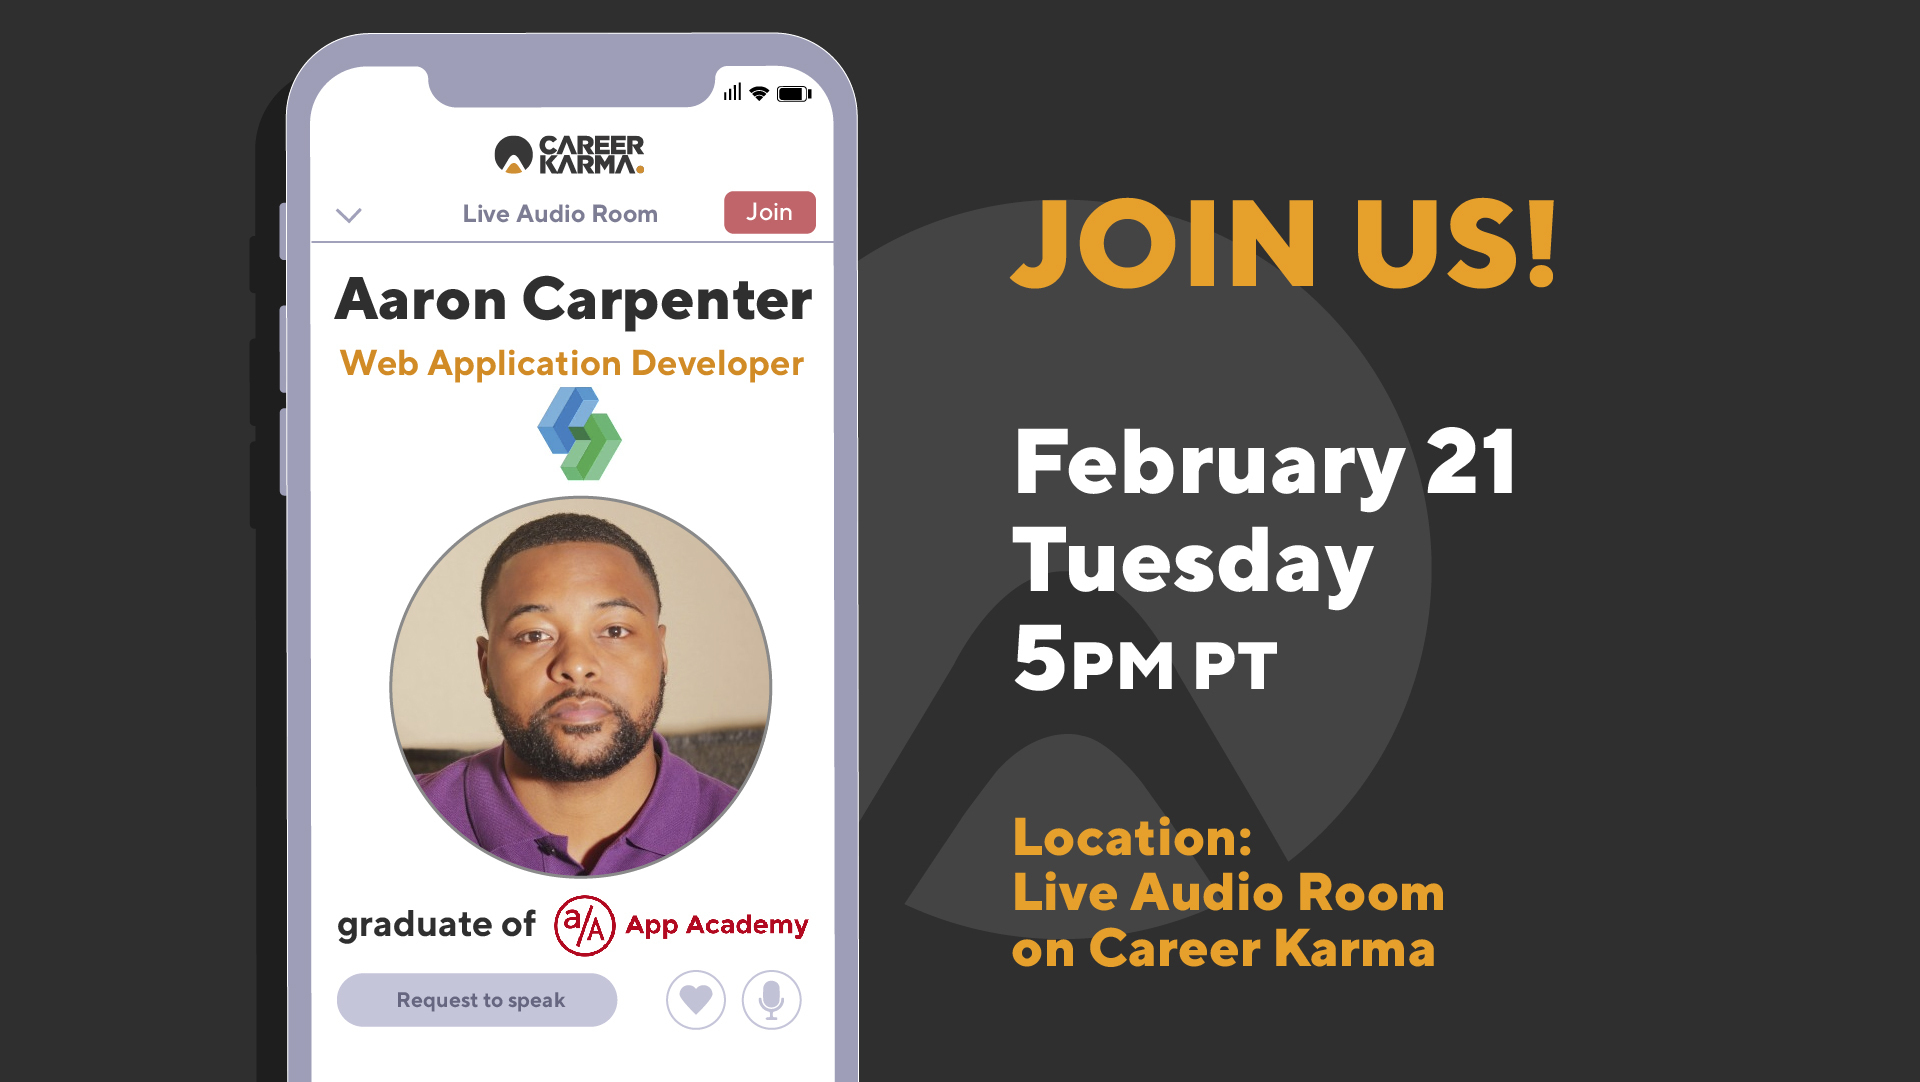 CAREER
KARMA.
Live Audio Room
Join
Aaron Carpenter
Web Application Developer
graduate of a/A App Academy
Request to speak
JOIN US!
February 21
Tuesday
5PM PT
Location:
Live Audio Room
on Career Karma